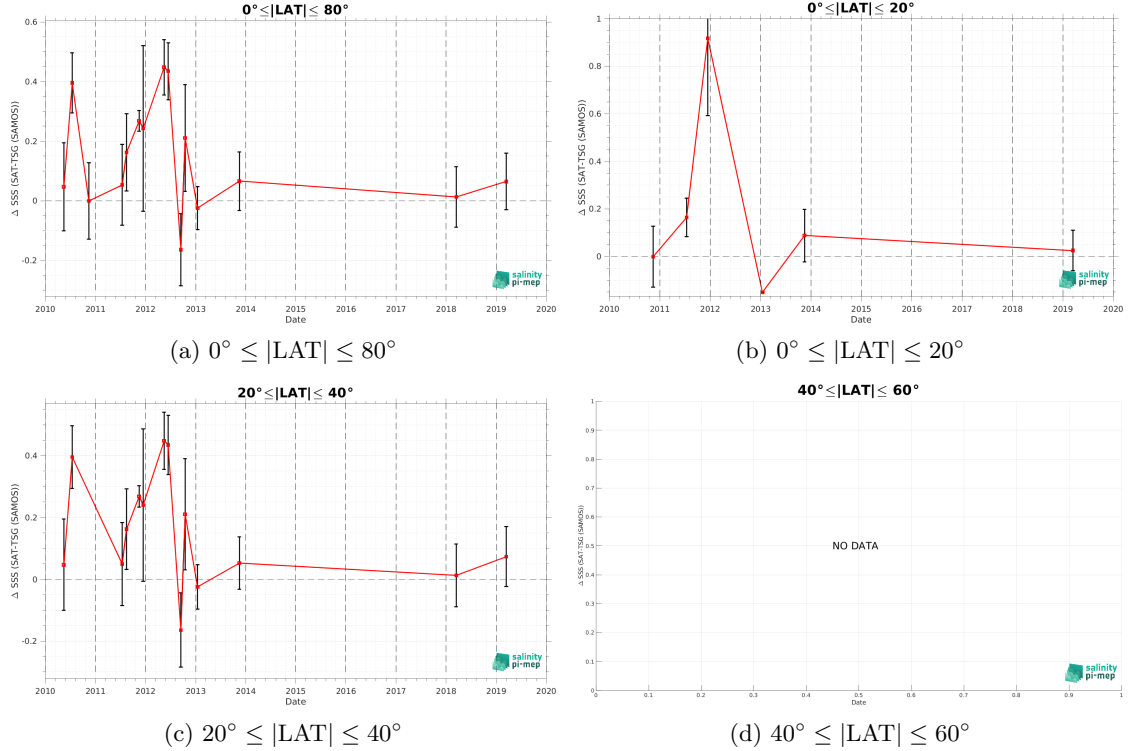 0°≤|LAT|≤ 80°
Δ SSS (SAT-TSG (SAMOS))
0.6
0.4
0.2
0
-0.2
2010 2011 2012 2013 2014 2015 2016 2017 2018 2019 2020
Date
salinity
pi-mep
(a) 0° ≤ |LAT| ≤ 80°
0°≤|LAT|≤ 20°
Δ SSS (SAT-TSG (SAMOS))
1
0.8
0.6
0.4
0.2
0
2010 2011 2012 2013 2014 2015 2016 2017 2018 2019 2020
Date
salinity
pi-mep
(b) 0° ≤ |LAT| ≤ 20°
20°≤|LAT|≤ 40°
Δ SSS (SAT-TSG (SAMOS))
0.4
0.2
0
-0.2
2010 2011 2012 2013 2014 2015 2016 2017 2018 2019 2020
Date
salinity
pi-mep
(c) 20° ≤ |LAT| ≤ 40°
40°≤|LAT|≤ 60°
Δ SSS (SAT-TSG (SAMOS))
1
0.9
0.8
0.7
0.6
0.5
0.4
0.3
0.2
0.1
0
NO DATA
0 0.1 0.2 0.3 0.4 0.5 0.6 0.7 0.8 0.9 1
Date
salinity
pi-mep
(d) 40° ≤ |LAT| ≤ 60°